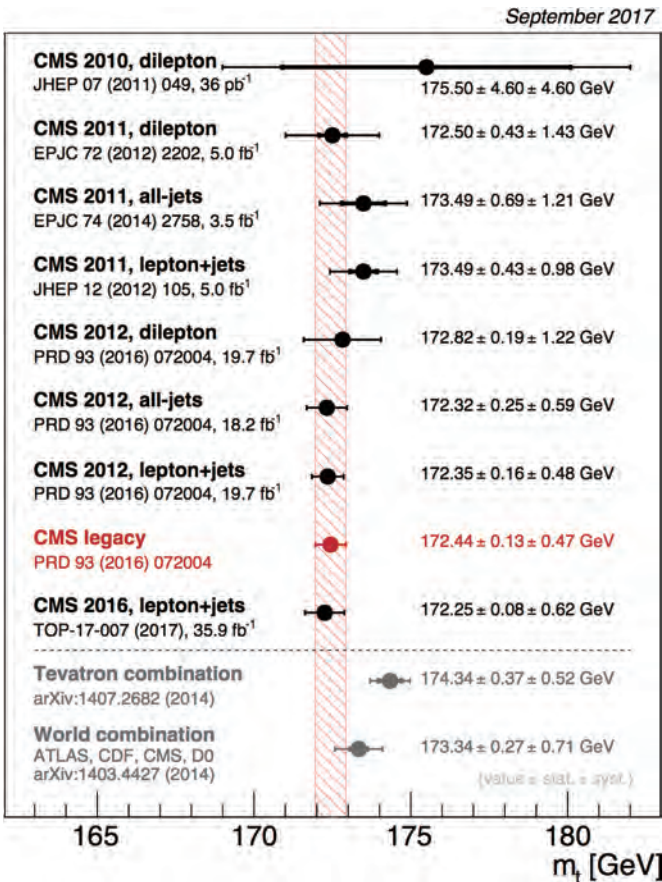 September 2017
CMS 2010, dilepton
JHEP 07 (2011) 049, 36 pb⁻¹
175.50 ± 4.60 ± 4.60 GeV
CMS 2011, dilepton
EPJC 72 (2012) 2202, 5.0 fb⁻¹
172.50 ± 0.43 ± 1.43 GeV
CMS 2011, all-jets
EPJC 74 (2014) 2758, 3.5 fb⁻¹
173.49 ± 0.69 ± 1.21 GeV
CMS 2011, lepton+jets
JHEP 12 (2012) 105, 5.0 fb⁻¹
173.49 ± 0.43 ± 0.98 GeV
CMS 2012, dilepton
PRD 93 (2016) 072004, 19.7 fb⁻¹
172.82 ± 0.19 ± 1.22 GeV
CMS 2012, all-jets
PRD 93 (2016) 072004, 18.2 fb⁻¹
172.32 ± 0.25 ± 0.59 GeV
CMS 2012, lepton+jets
PRD 93 (2016) 072004, 19.7 fb⁻¹
172.35 ± 0.16 ± 0.48 GeV
CMS legacy
PRD 93 (2016) 072004
172.44 ± 0.13 ± 0.47 GeV
CMS 2016, lepton+jets
TOP-17-007 (2017), 35.9 fb⁻¹
172.25 ± 0.08 ± 0.62 GeV
Tevatron combination
arXiv:1407.2682 (2014)
174.34 ± 0.37 ± 0.52 GeV
World combination
ATLAS, CDF, CMS, D0
arXiv:1403.4427 (2014)
173.34 ± 0.27 ± 0.71 GeV
(value ± stat. ± syst.)
165 170 175 180
mₜ [GeV]